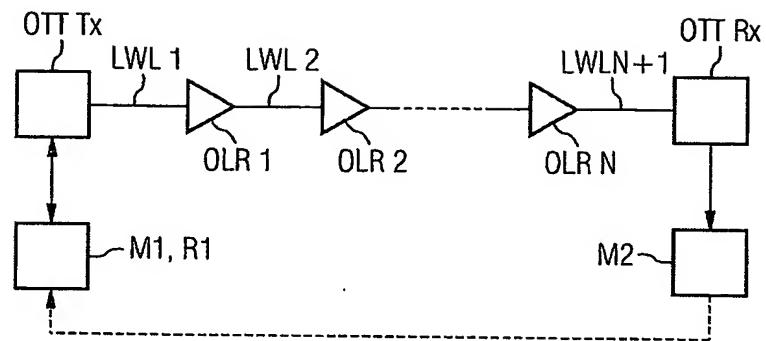 OTT Tx
LWL 1
LWL 2
LWLN+1
OTT Rx
OLR 1
OLR 2
OLR N
M1, R1
M2